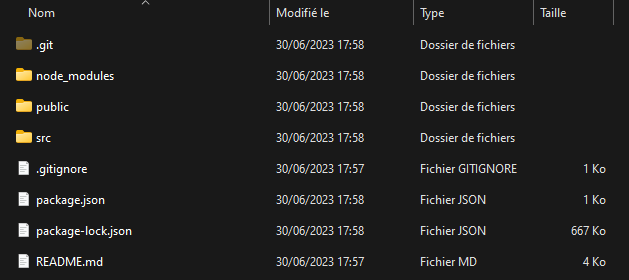 Nom Modifié le Type Taille
.git 30/06/2023 17:58 Dossier de fichiers
node_modules 30/06/2023 17:58 Dossier de fichiers
public 30/06/2023 17:58 Dossier de fichiers
src 30/06/2023 17:58 Dossier de fichiers
.gitignore 30/06/2023 17:57 Fichier GITIGNORE 1 Ko
package.json 30/06/2023 17:58 Fichier JSON 1 Ko
package-lock.json 30/06/2023 17:58 Fichier JSON 667 Ko
README.md 30/06/2023 17:57 Fichier MD 4 Ko